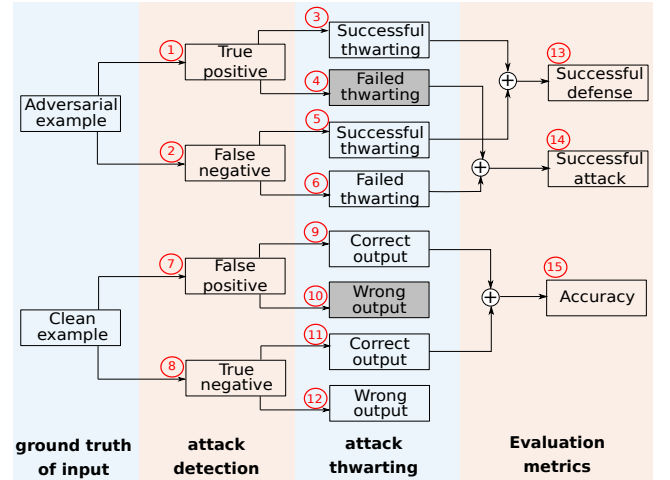 3
Successful
thwarting
13
1
True
positive
4
Failed
thwarting
Successful
defense
Adversarial
example
5
Successful
thwarting
2
False
negative
14
Successful
attack
6
Failed
thwarting
9
Correct
output
7
False
positive
15
Accuracy
10
Wrong
output
Clean
example
11
Correct
output
8
True
negative
12
Wrong
output
ground truth
of input
attack
detection
attack
thwarting
Evaluation
metrics